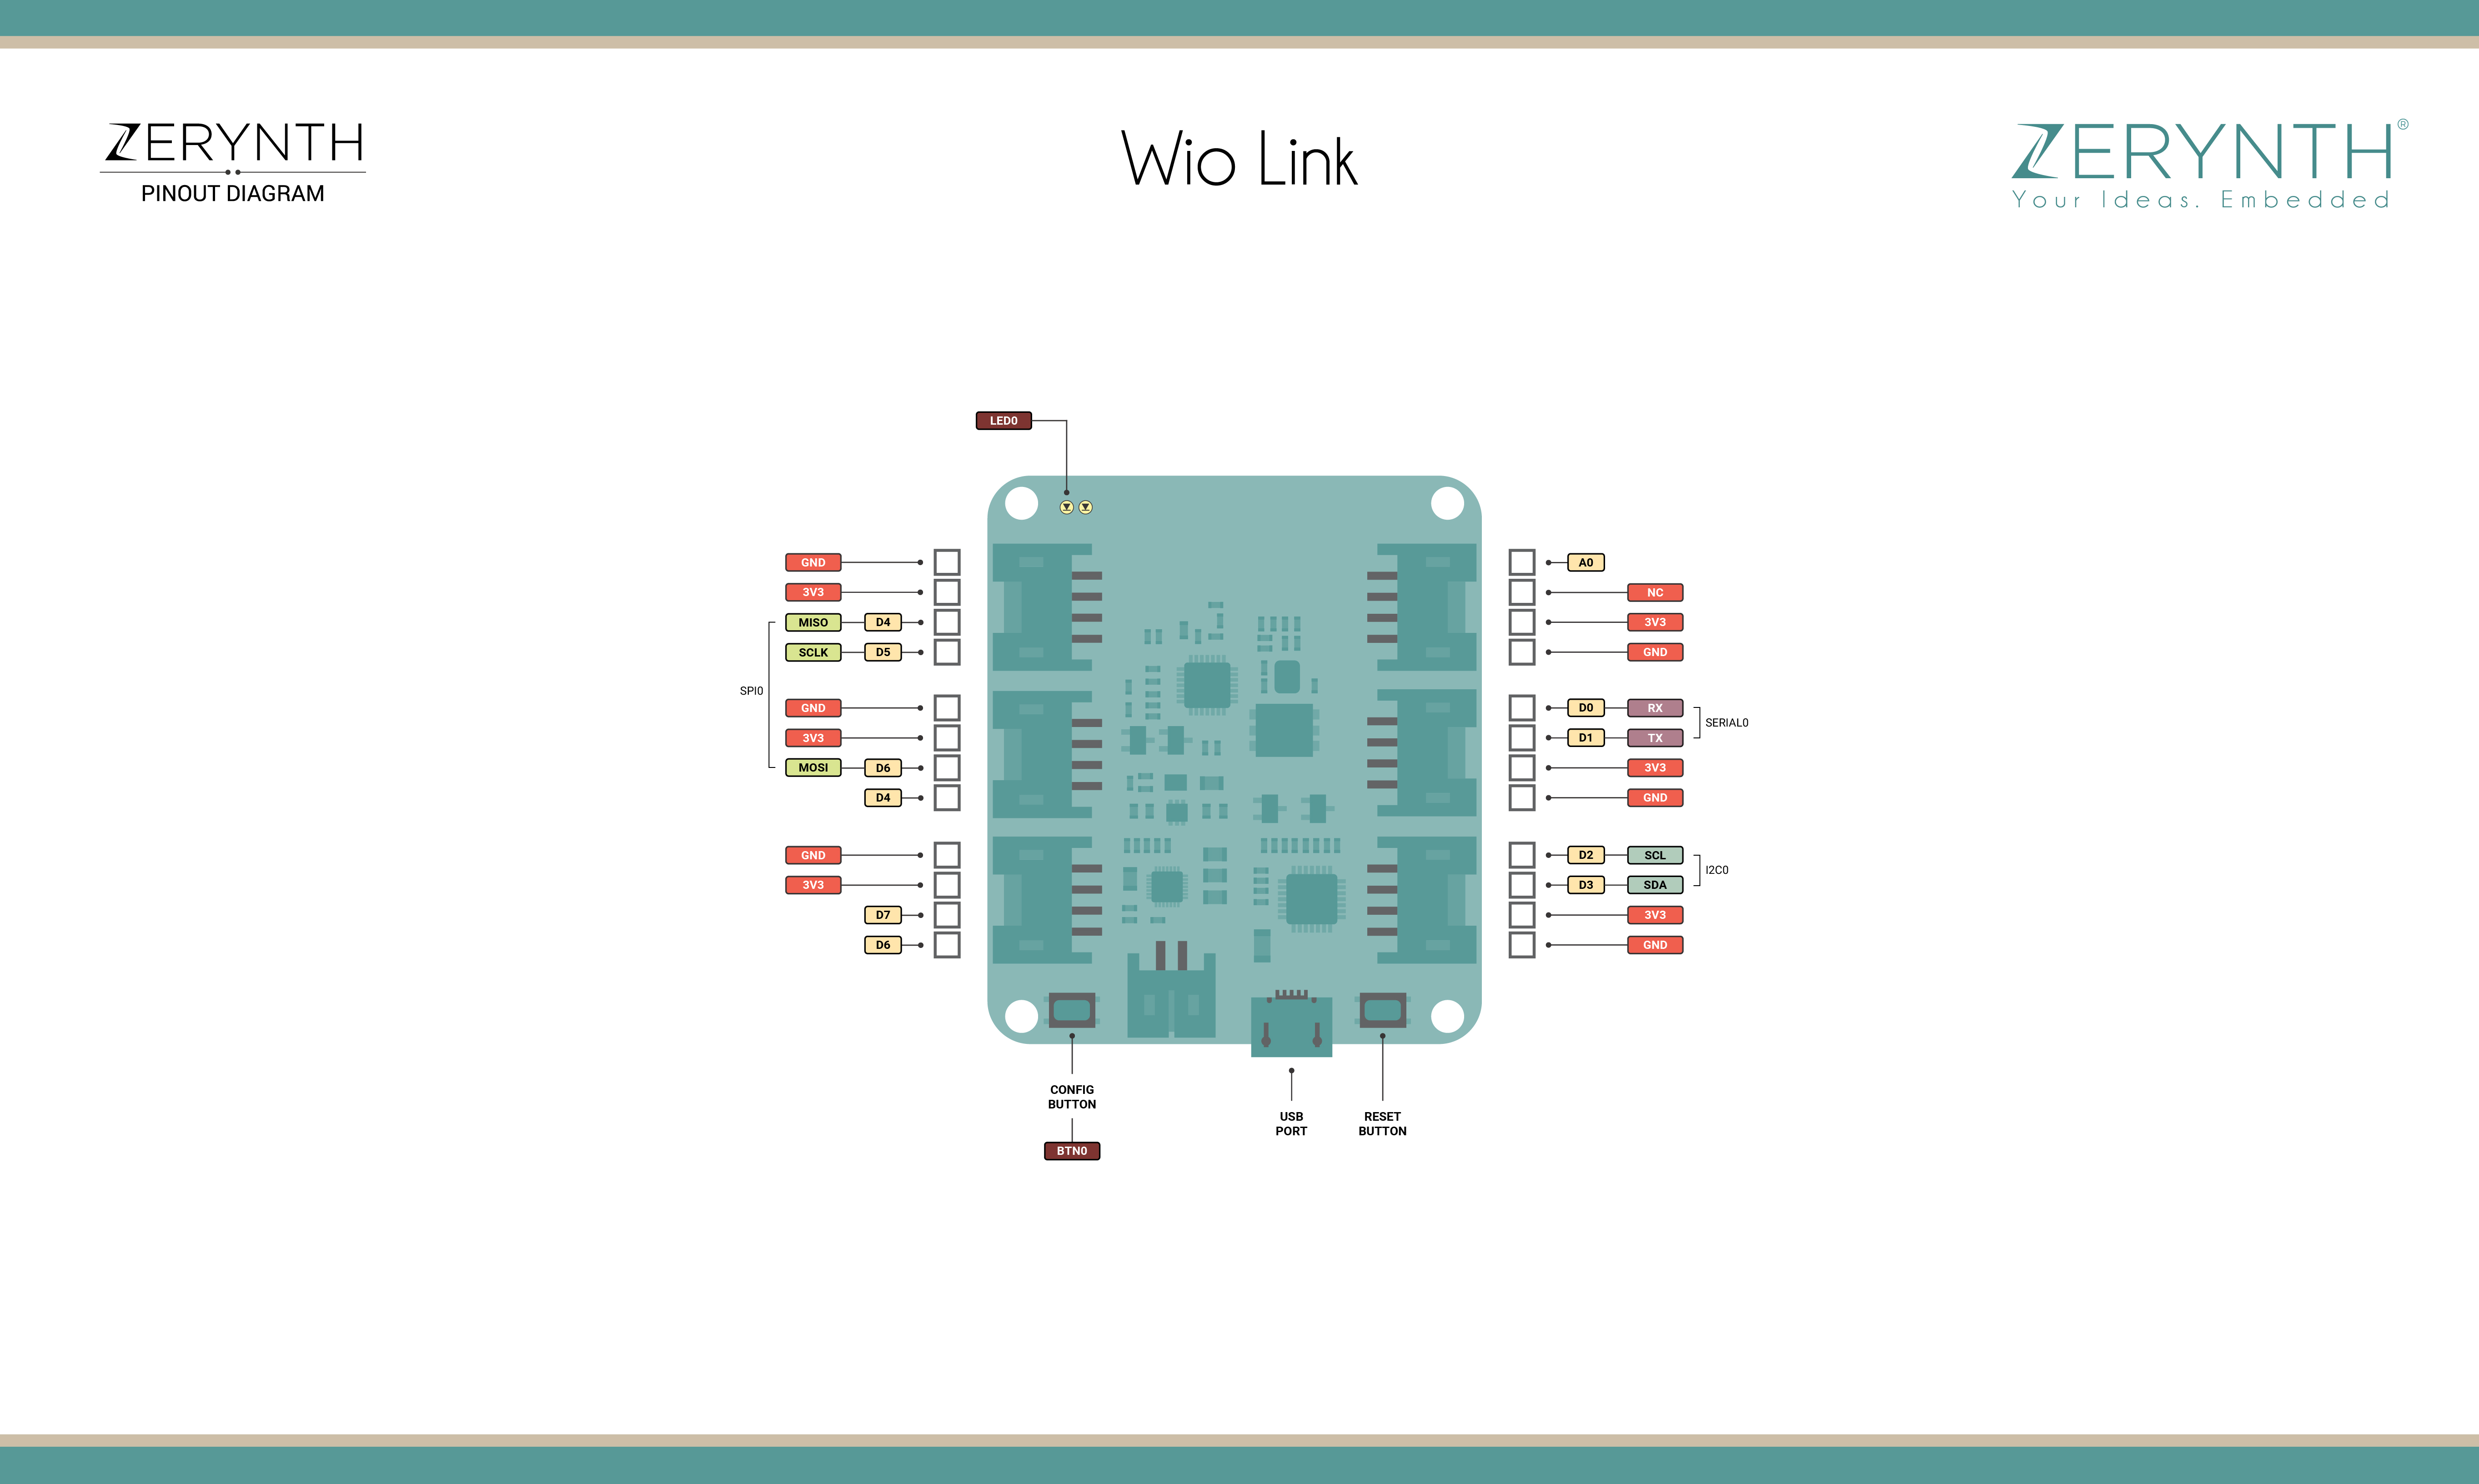 ZERYNTH
PINOUT DIAGRAM
Wio Link
ZERYNTH®
Your Ideas. Embedded
LED0
GND
3V3
MISO D4
SCLK D5
SPI0
GND
3V3
MOSI D6
D4
GND
3V3
D7
D6
A0
NC
3V3
GND
D0 RX
D1 TX
SERIAL0
3V3
GND
D2 SCL
D3 SDA
I2C0
3V3
GND
CONFIG
BUTTON
BTN0
USB
PORT
RESET
BUTTON